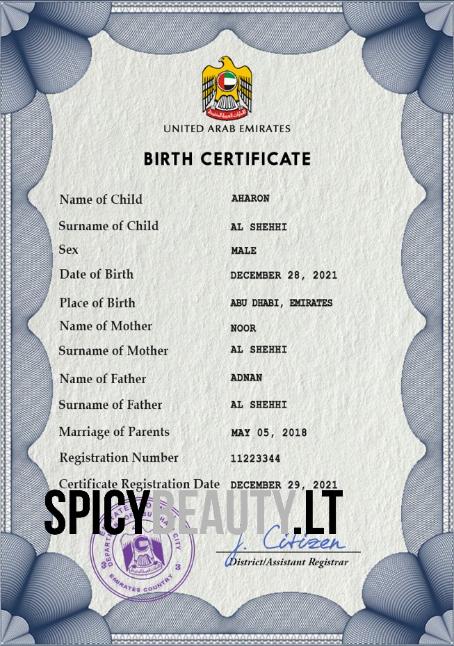 UNITED ARAB EMIRATES
BIRTH CERTIFICATE
Name of Child AHARON
Surname of Child AL SHEHHI
Sex MALE
Date of Birth DECEMBER 28, 2021
Place of Birth ABU DHABI, EMIRATES
Name of Mother NOOR
Surname of Mother AL SHEHHI
Name of Father ADNAN
Surname of Father AL SHEHHI
Marriage of Parents MAY 05, 2018
Registration Number 11223344
Certificate Registration Date DECEMBER 29, 2021
SPICYBEAUTY.LT
J. Citizen
District/Assistant Registrar
EMIRATES COUNTRY